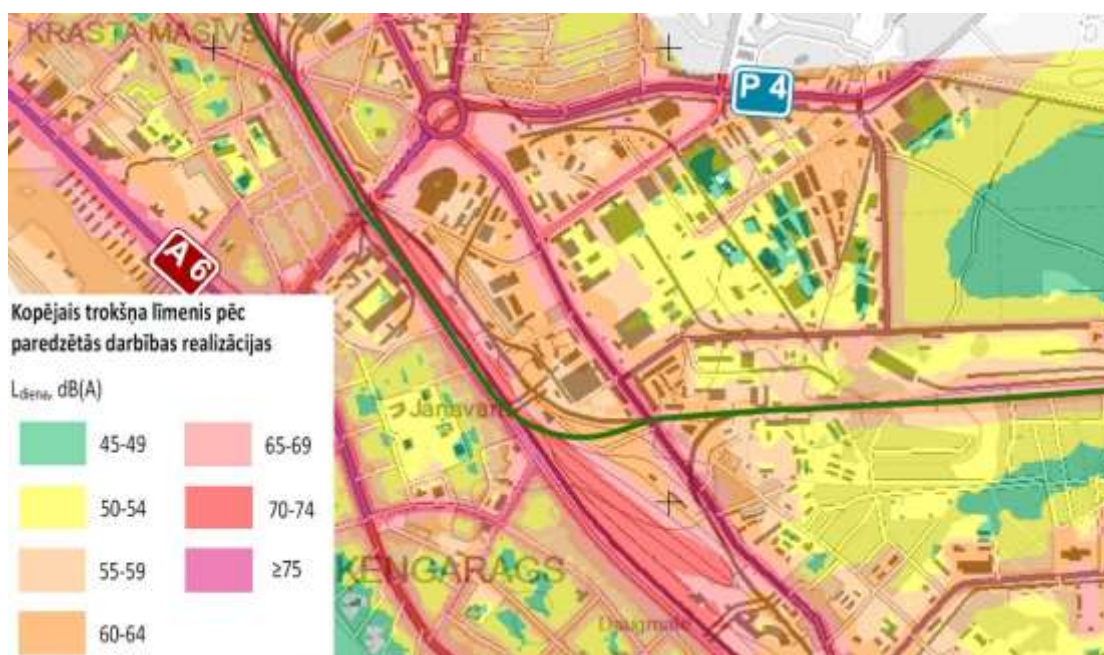 KRASTA MASĪVS
P 4
A 6
Kopējais trokšņa līmenis pēc
paredzētās darbības realizācijas
Ldiena, dB(A)
45-49
65-69
50-54
70-74
55-59
≥75
60-64
Jāņavārti
ĶENGARAGS
Daugmale